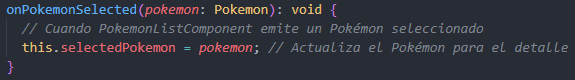 onPokemonSelected(pokemon: Pokemon): void {
// Cuando PokemonListComponent emite un Pokémon seleccionado
this.selectedPokemon = pokemon; // Actualiza el Pokémon para el detalle
}